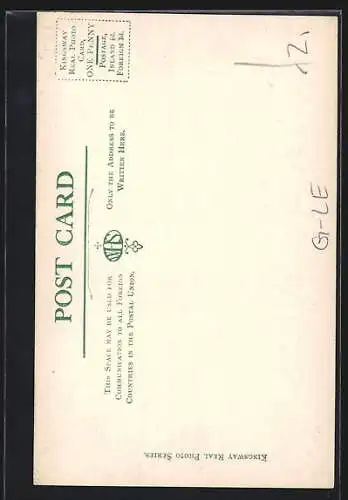 POST CARD
THIS SPACE MAY BE USED FOR
COMMUNICATION TO ALL FOREIGN
COUNTRIES IN THE POSTAL UNION.
WHS
ONLY THE ADDRESS TO BE
WRITTEN HERE.
KINGSWAY
REAL PHOTO
CARD,
ONE PENNY
POSTAGE,
INLAND ½d.
FOREIGN 1d.
KINGSWAY REAL PHOTO SERIES.
GI-LE